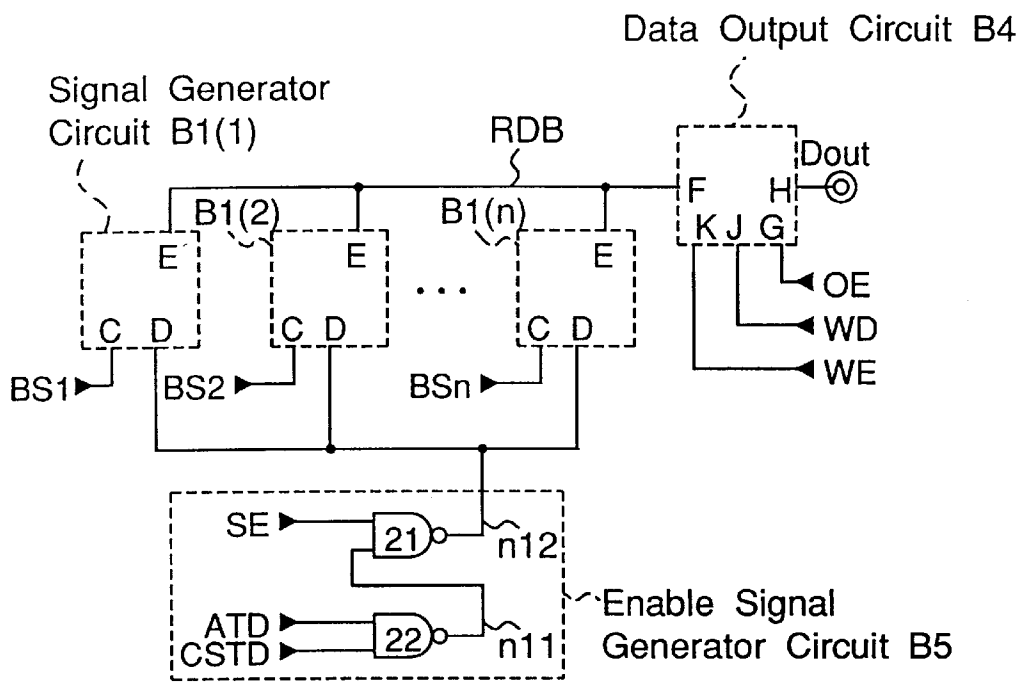 Data Output Circuit B4
Signal Generator
Circuit B1(1)
RDB
Dout
F H
K J G
B1(2)
B1(n)
E
E
E
...
OE
WD
WE
C D
C D
C D
BS1
BS2
BSn
SE
21
n12
ATD
CSTD
22
n11
Enable Signal
Generator Circuit B5